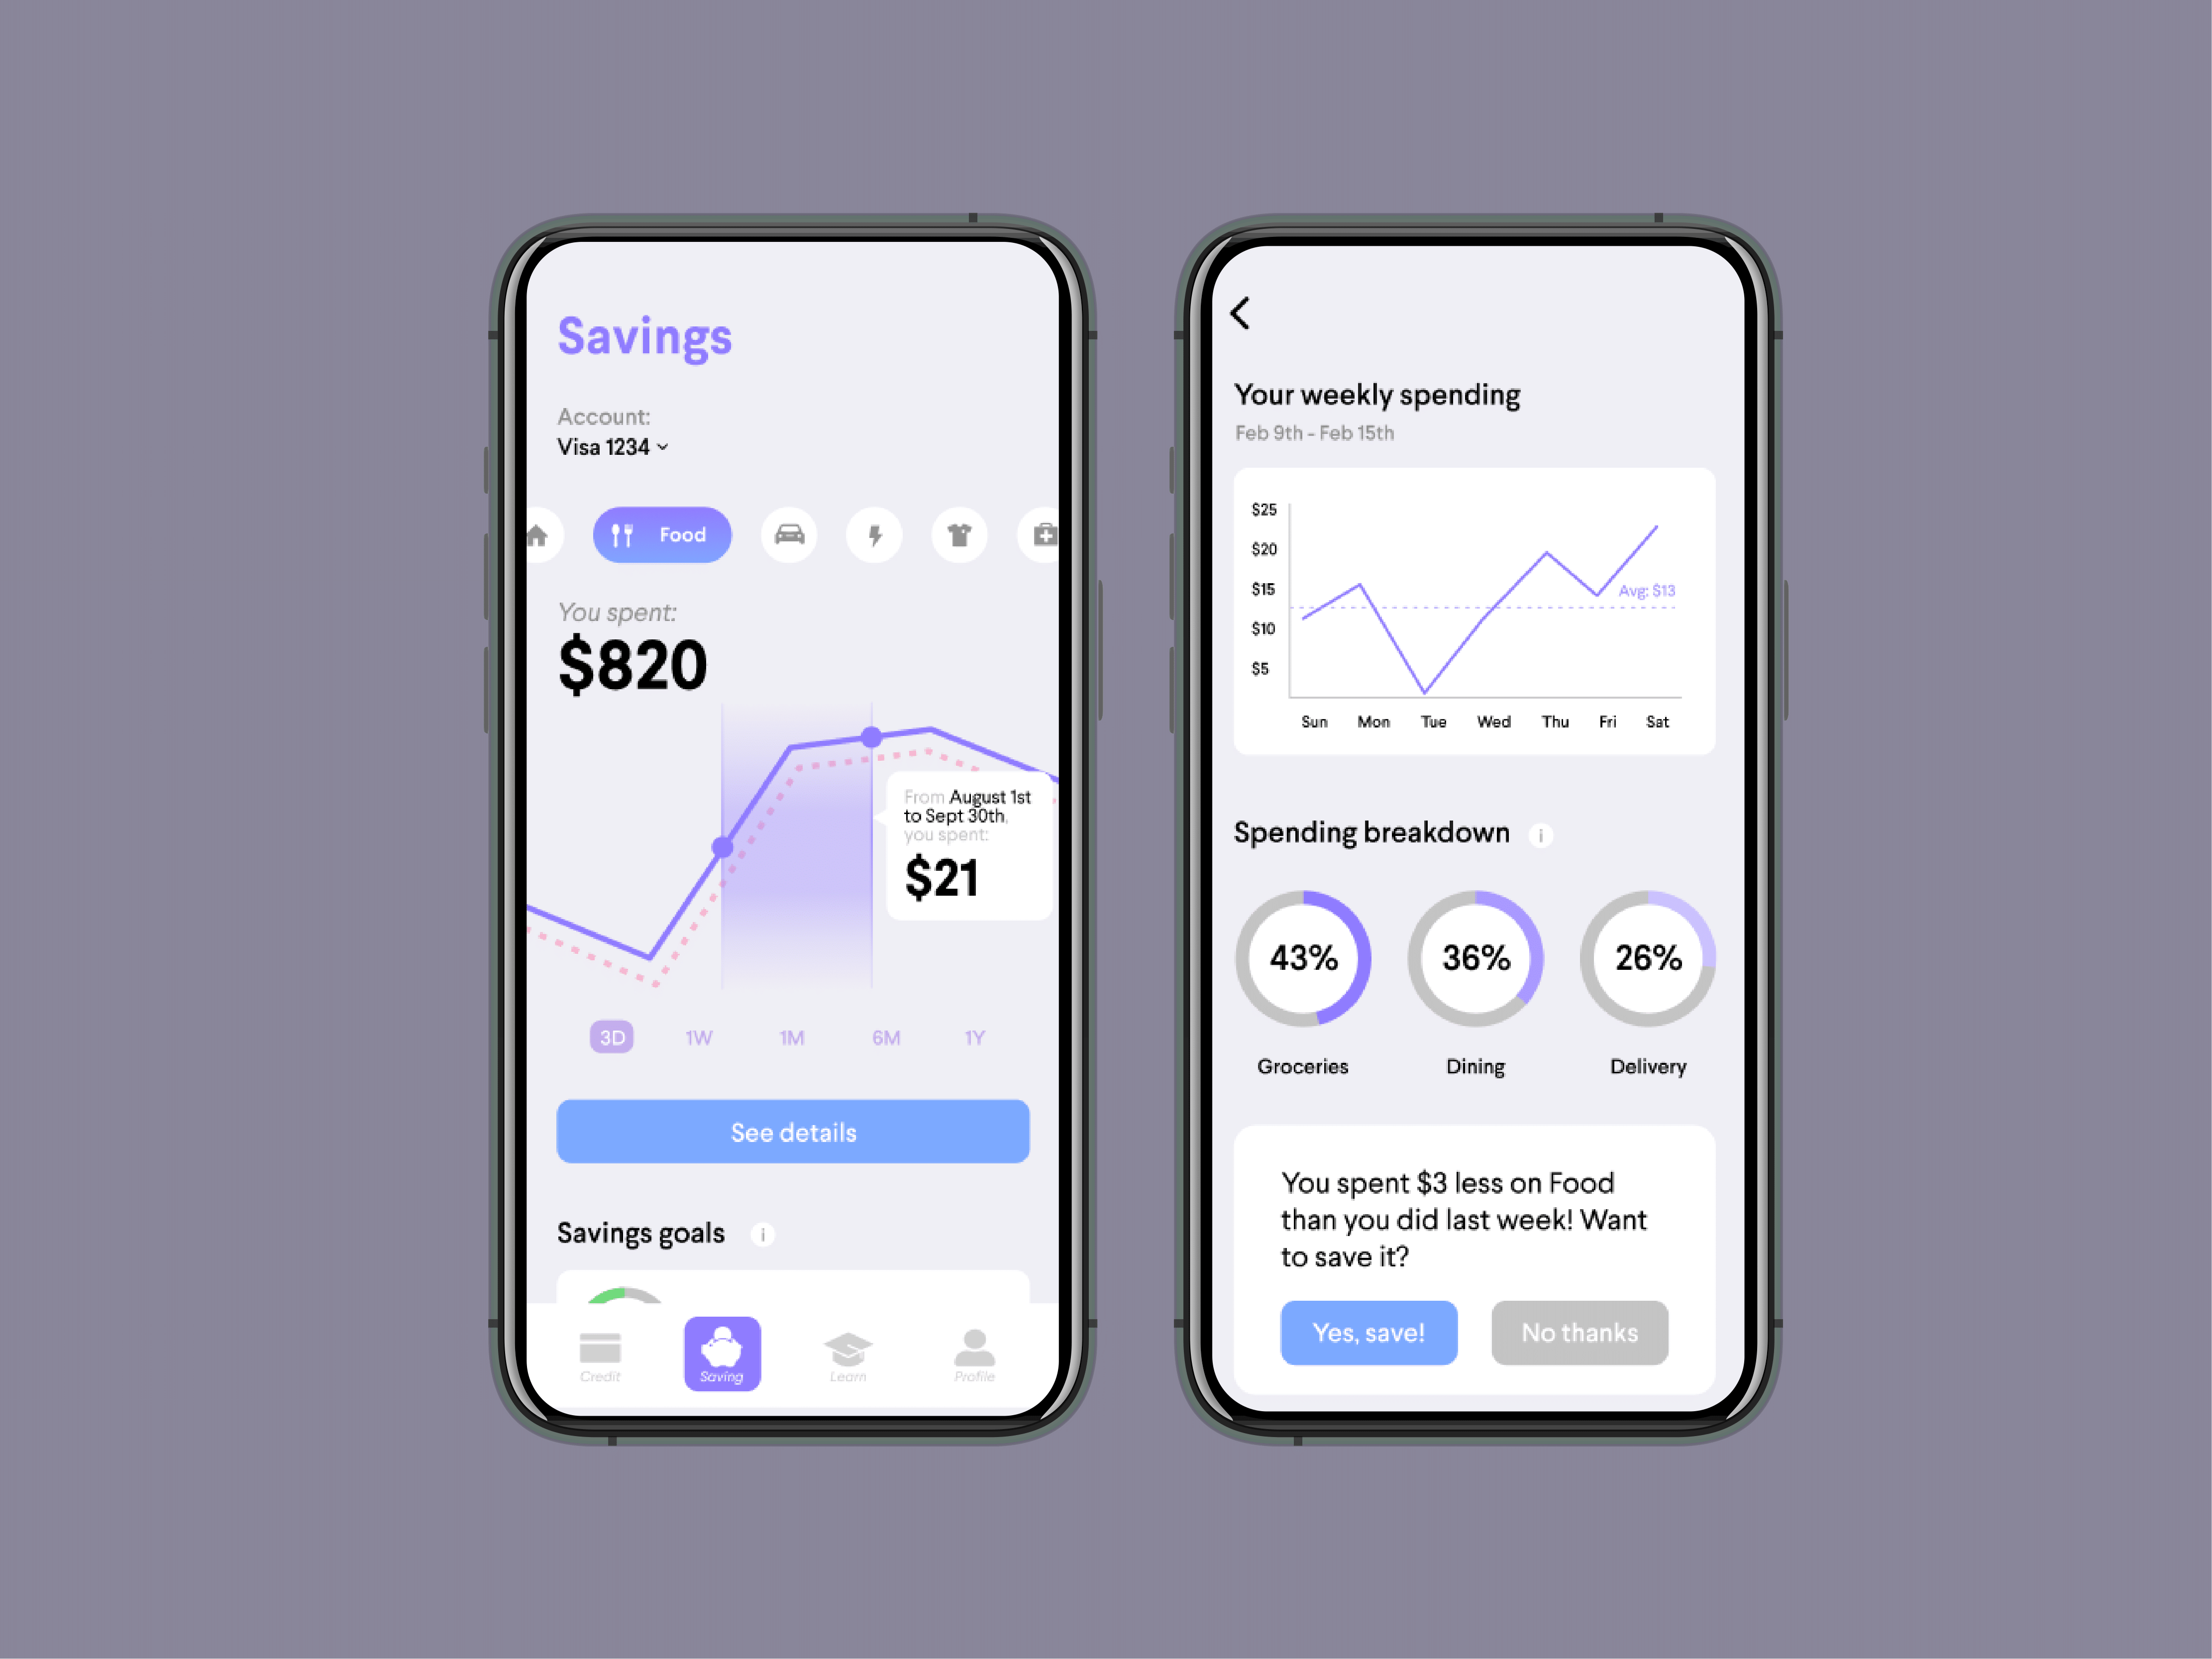 Savings
Account:
Visa 1234
Food
You spent:
$820
From August 1st
to Sept 30th,
you spent:
$21
3D 1W 1M 6M 1Y
See details
Savings goals i
Credit Saving Learn Profile
Your weekly spending
Feb 9th - Feb 15th
$25
$20
$15
Avg: $13
$10
$5
Sun Mon Tue Wed Thu Fri Sat
Spending breakdown i
43% 36% 26%
Groceries Dining Delivery
You spent $3 less on Food
than you did last week! Want
to save it?
Yes, save! No thanks